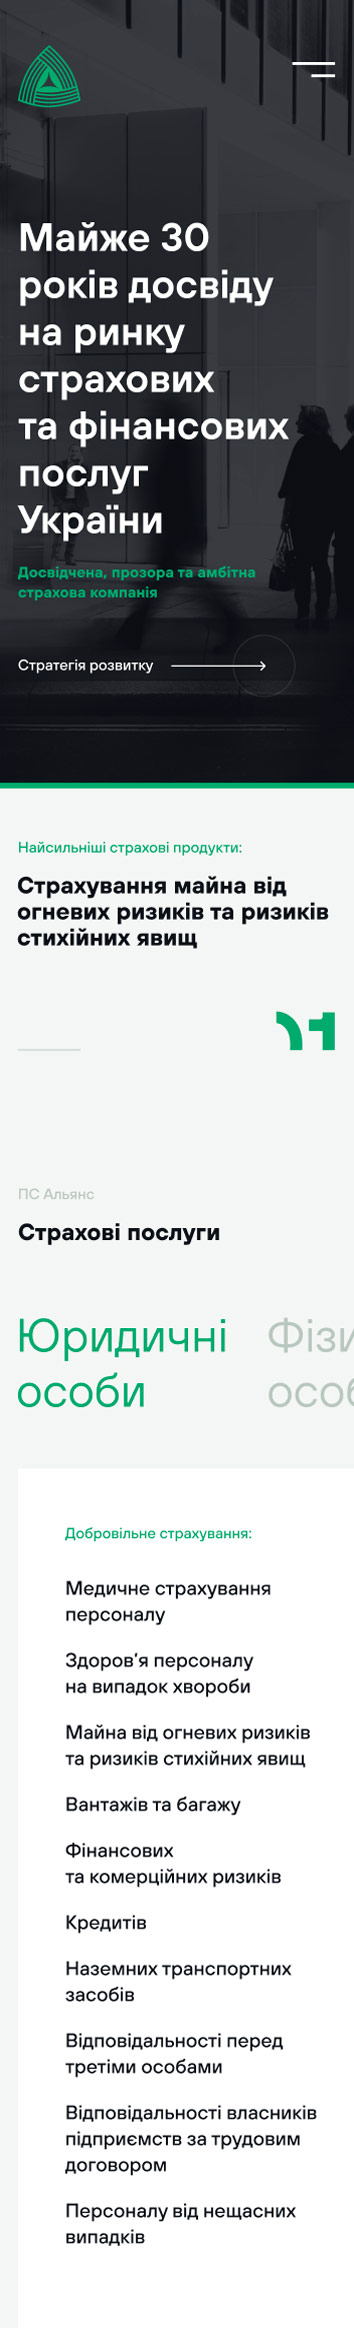 Майже 30
років досвіду
на ринку
страхових
та фінансових
послуг
України
Досвідчена, прозора та амбітна
страхова компанія
Стратегія розвитку
Найсильніші страхові продукти:
Страхування майна від
огневих ризиків та ризиків
стихійних явищ
01
ПС Альянс
Страхові послуги
Юридичні
особи
Фізи
особ
Добровільне страхування:
Медичне страхування
персоналу
Здоров’я персоналу
на випадок хвороби
Майна від огневих ризиків
та ризиків стихійних явищ
Вантажів та багажу
Фінансових
та комерційних ризиків
Кредитів
Наземних транспортних
засобів
Відповідальності перед
третіми особами
Відповідальності власників
підприємств за трудовим
договором
Персоналу від нещасних
випадків